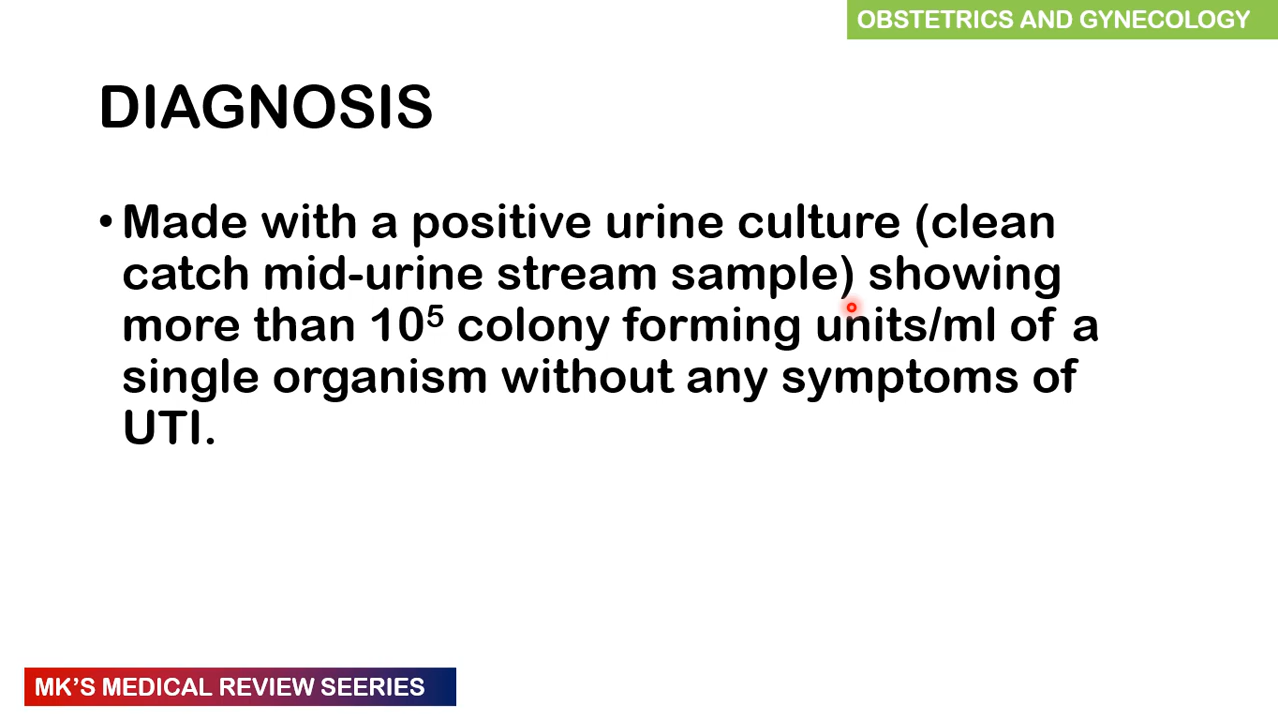 OBSTETRICS AND GYNECOLOGY
DIAGNOSIS
• Made with a positive urine culture (clean
catch mid-urine stream sample) showing
more than 10⁵ colony forming units/ml of a
single organism without any symptoms of
UTI.
MK'S MEDICAL REVIEW SEERIES